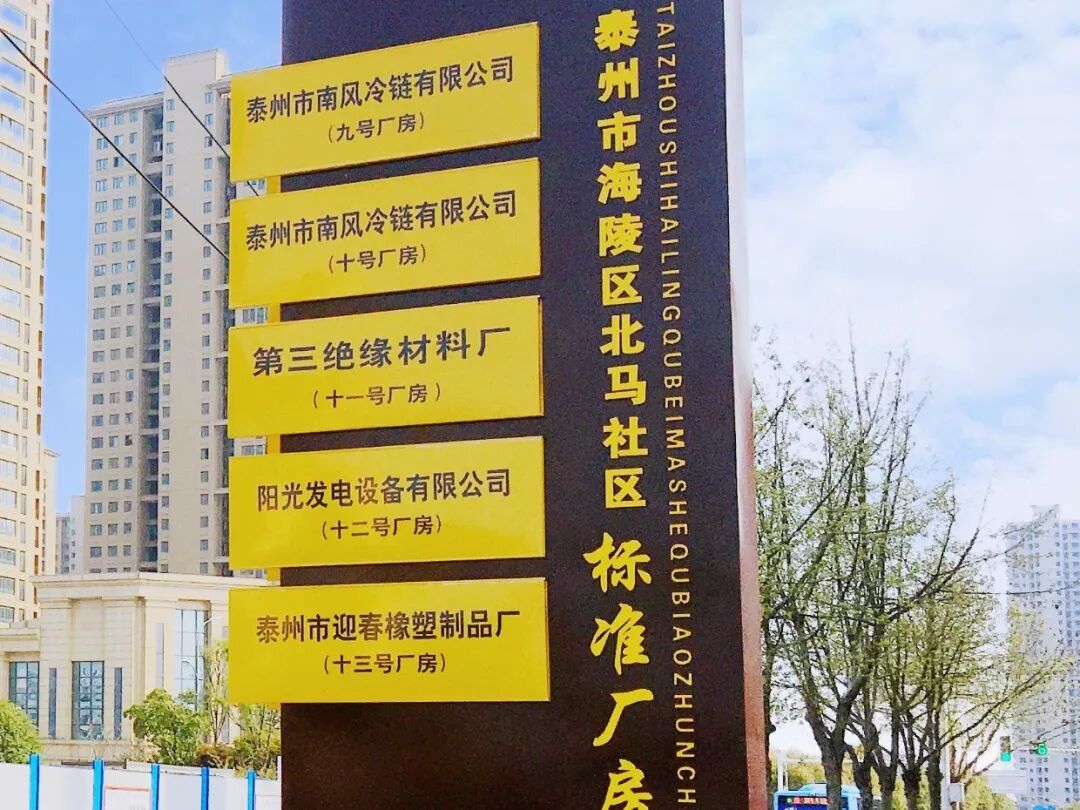 泰州市南风冷链有限公司
（九号厂房）
泰州市南风冷链有限公司
（十号厂房）
第三绝缘材料厂
（十一号厂房）
阳光发电设备有限公司
（十二号厂房）
泰州市迎春橡塑制品厂
（十三号厂房）
泰州市海陵区北马社区标准厂房
TAIZHOUSHIHAILINGQUBEIMASHEQUBIAOZHUNCH